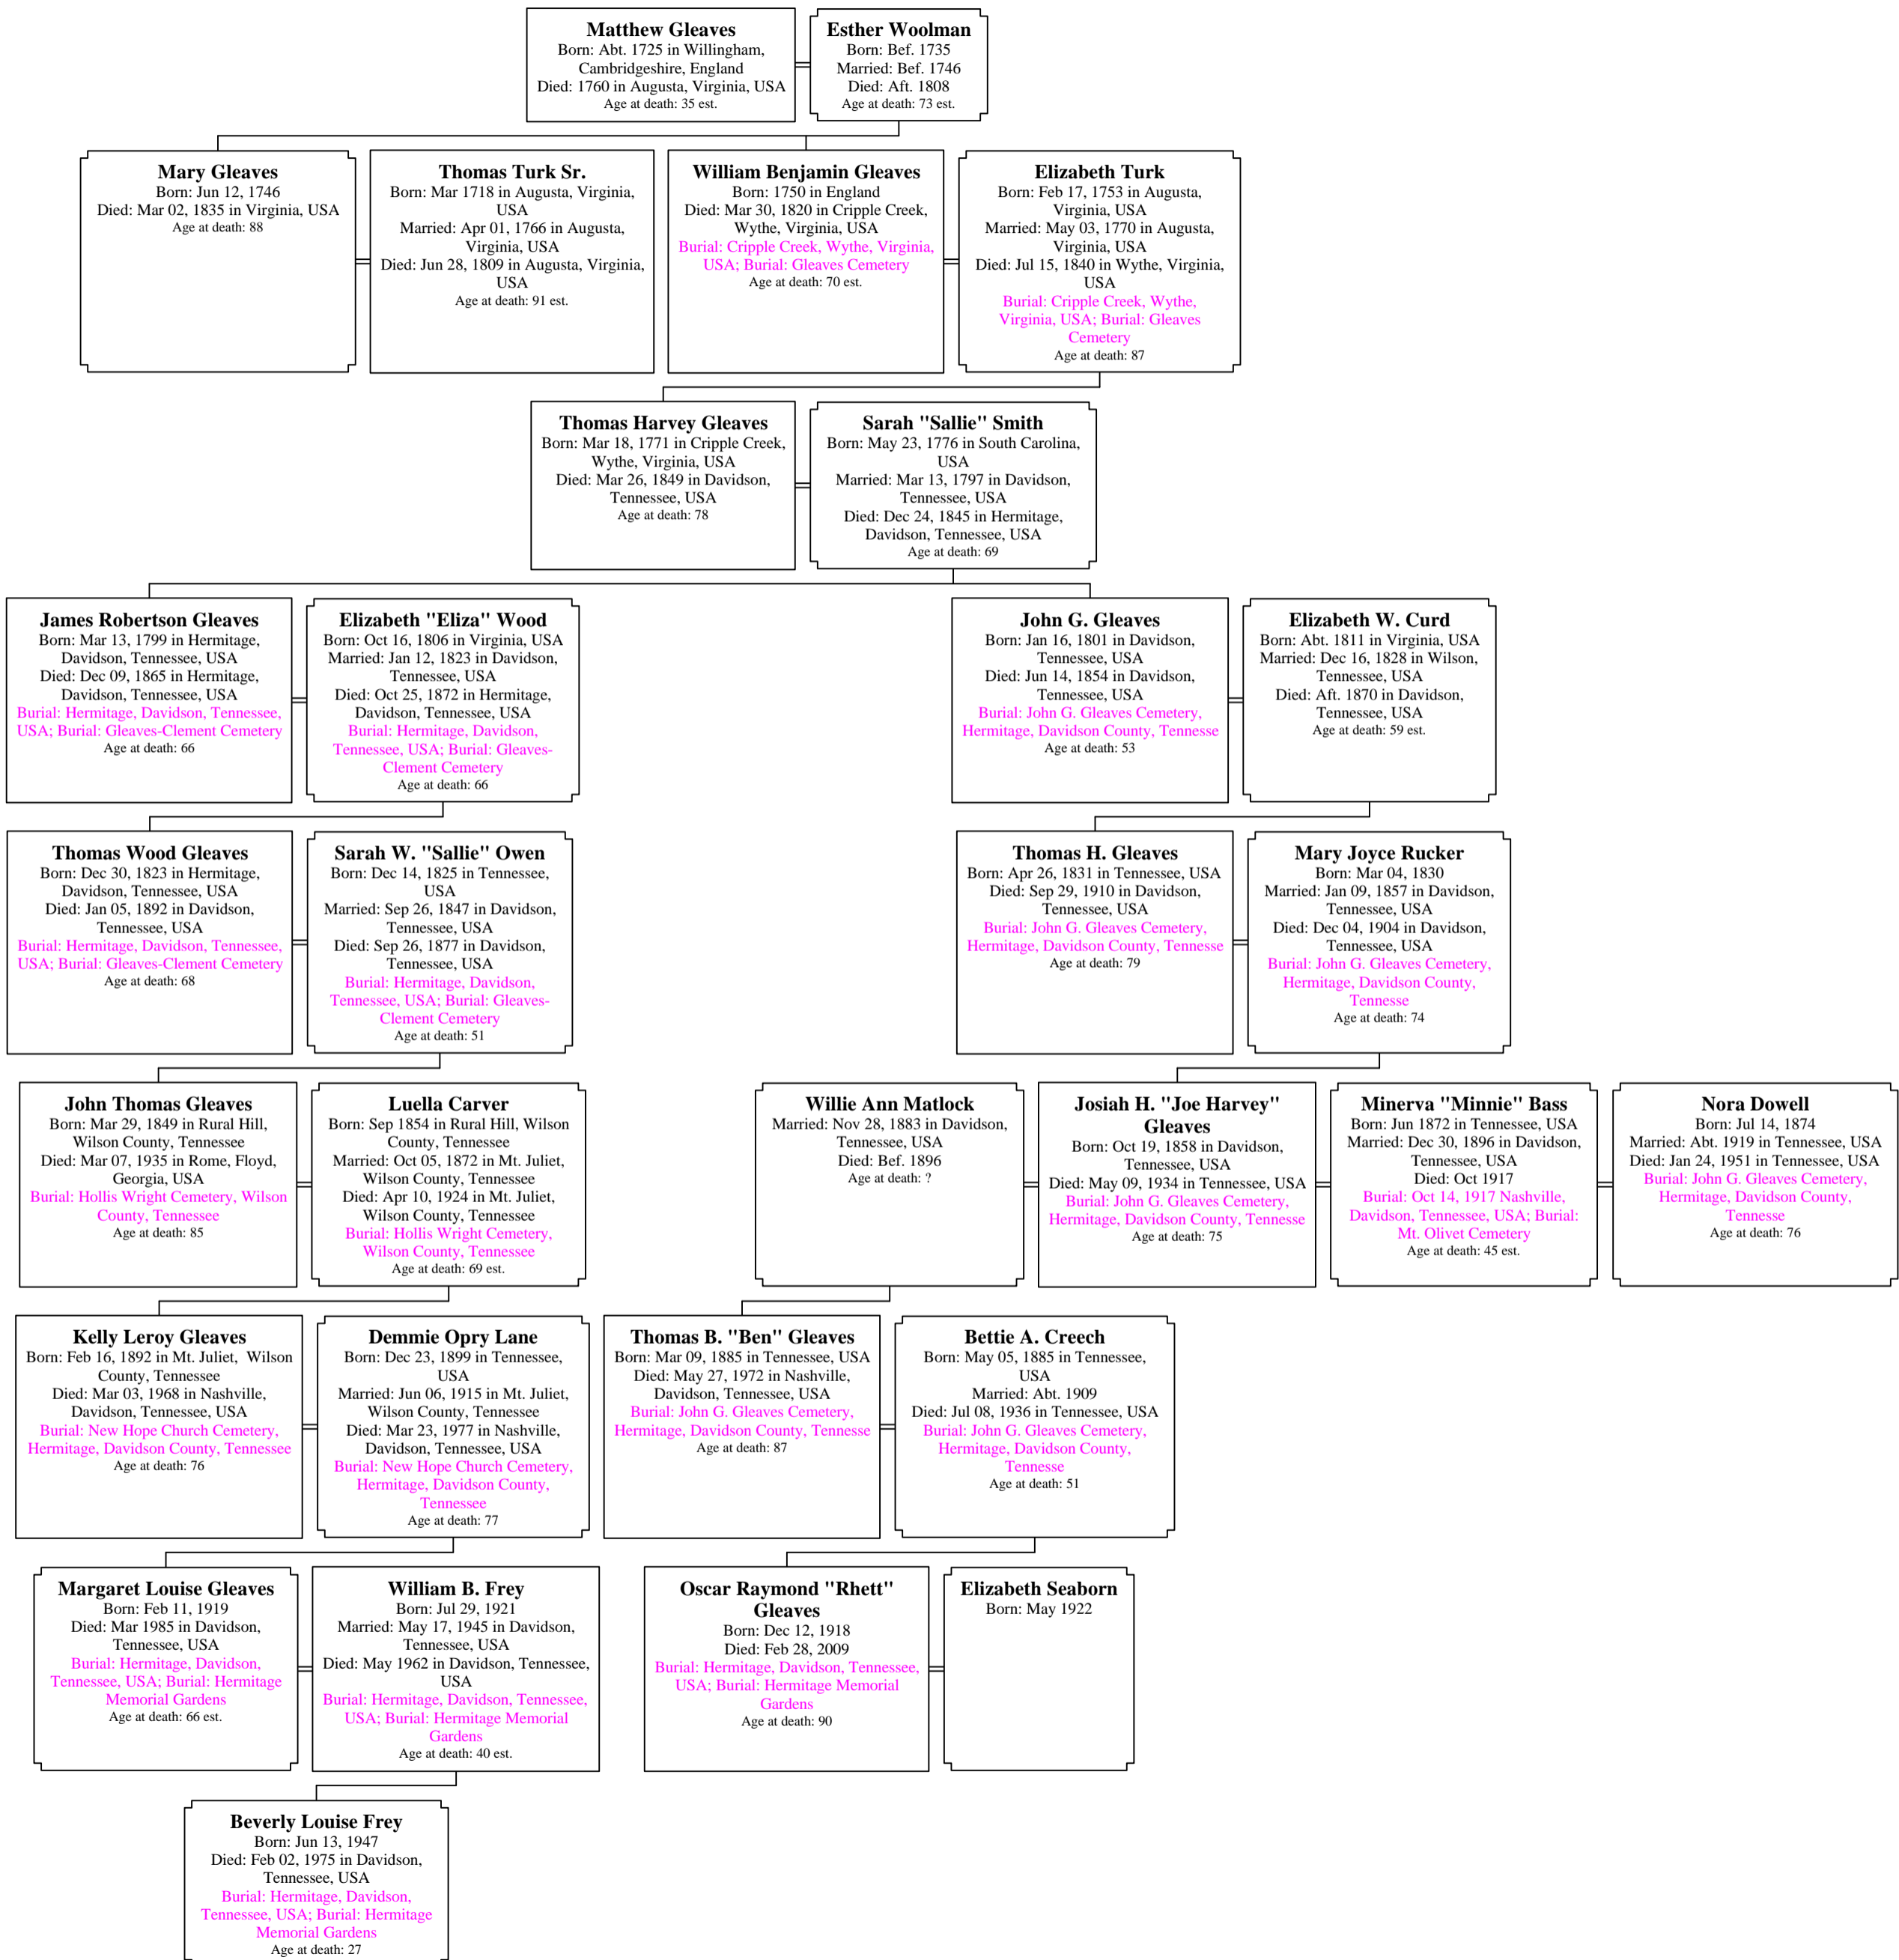 Matthew Gleaves
Born: Abt. 1725 in Willingham,
Cambridgeshire, England
Died: 1760 in Augusta, Virginia, USA
Age at death: 35 est.
Esther Woolman
Born: Bef. 1735
Married: Bef. 1746
Died: Aft. 1808
Age at death: 73 est.
Mary Gleaves
Born: Jun 12, 1746
Died: Mar 02, 1835 in Virginia, USA
Age at death: 88
Thomas Turk Sr.
Born: Mar 1718 in Augusta, Virginia,
USA
Married: Apr 01, 1766 in Augusta,
Virginia, USA
Died: Jun 28, 1809 in Augusta, Virginia,
USA
Age at death: 91 est.
William Benjamin Gleaves
Born: 1750 in England
Died: Mar 30, 1820 in Cripple Creek,
Wythe, Virginia, USA
Burial: Cripple Creek, Wythe, Virginia,
USA; Burial: Gleaves Cemetery
Age at death: 70 est.
Elizabeth Turk
Born: Feb 17, 1753 in Augusta,
Virginia, USA
Married: May 03, 1770 in Augusta,
Virginia, USA
Died: Jul 15, 1840 in Wythe, Virginia,
USA
Burial: Cripple Creek, Wythe,
Virginia, USA; Burial: Gleaves
Cemetery
Age at death: 87
Thomas Harvey Gleaves
Born: Mar 18, 1771 in Cripple Creek,
Wythe, Virginia, USA
Died: Mar 26, 1849 in Davidson,
Tennessee, USA
Age at death: 78
Sarah "Sallie" Smith
Born: May 23, 1776 in South Carolina,
USA
Married: Mar 13, 1797 in Davidson,
Tennessee, USA
Died: Dec 24, 1845 in Hermitage,
Davidson, Tennessee, USA
Age at death: 69
James Robertson Gleaves
Born: Mar 13, 1799 in Hermitage,
Davidson, Tennessee, USA
Died: Dec 09, 1865 in Hermitage,
Davidson, Tennessee, USA
Burial: Hermitage, Davidson, Tennessee,
USA; Burial: Gleaves-Clement Cemetery
Age at death: 66
Elizabeth "Eliza" Wood
Born: Oct 16, 1806 in Virginia, USA
Married: Jan 12, 1823 in Davidson,
Tennessee, USA
Died: Oct 25, 1872 in Hermitage,
Davidson, Tennessee, USA
Burial: Hermitage, Davidson,
Tennessee, USA; Burial: Gleaves-
Clement Cemetery
Age at death: 66
John G. Gleaves
Born: Jan 16, 1801 in Davidson,
Tennessee, USA
Died: Jun 14, 1854 in Davidson,
Tennessee, USA
Burial: John G. Gleaves Cemetery,
Hermitage, Davidson County, Tennesse
Age at death: 53
Elizabeth W. Curd
Born: Abt. 1811 in Virginia, USA
Married: Dec 16, 1828 in Wilson,
Tennessee, USA
Died: Aft. 1870 in Davidson,
Tennessee, USA
Age at death: 59 est.
Thomas Wood Gleaves
Born: Dec 30, 1823 in Hermitage,
Davidson, Tennessee, USA
Died: Jan 05, 1892 in Davidson,
Tennessee, USA
Burial: Hermitage, Davidson, Tennessee,
USA; Burial: Gleaves-Clement Cemetery
Age at death: 68
Sarah W. "Sallie" Owen
Born: Dec 14, 1825 in Tennessee,
USA
Married: Sep 26, 1847 in Davidson,
Tennessee, USA
Died: Sep 26, 1877 in Davidson,
Tennessee, USA
Burial: Hermitage, Davidson,
Tennessee, USA; Burial: Gleaves-
Clement Cemetery
Age at death: 51
Thomas H. Gleaves
Born: Apr 26, 1831 in Tennessee, USA
Died: Sep 29, 1910 in Davidson,
Tennessee, USA
Burial: John G. Gleaves Cemetery,
Hermitage, Davidson County, Tennesse
Age at death: 79
Mary Joyce Rucker
Born: Mar 04, 1830
Married: Jan 09, 1857 in Davidson,
Tennessee, USA
Died: Dec 04, 1904 in Davidson,
Tennessee, USA
Burial: John G. Gleaves Cemetery,
Hermitage, Davidson County,
Tennesse
Age at death: 74
John Thomas Gleaves
Born: Mar 29, 1849 in Rural Hill,
Wilson County, Tennessee
Died: Mar 07, 1935 in Rome, Floyd,
Georgia, USA
Burial: Hollis Wright Cemetery, Wilson
County, Tennessee
Age at death: 85
Luella Carver
Born: Sep 1854 in Rural Hill, Wilson
County, Tennessee
Married: Oct 05, 1872 in Mt. Juliet,
Wilson County, Tennessee
Died: Apr 10, 1924 in Mt. Juliet,
Wilson County, Tennessee
Burial: Hollis Wright Cemetery,
Wilson County, Tennessee
Age at death: 69 est.
Willie Ann Matlock
Married: Nov 28, 1883 in Davidson,
Tennessee, USA
Died: Bef. 1896
Age at death: ?
Josiah H. "Joe Harvey"
Gleaves
Born: Oct 19, 1858 in Davidson,
Tennessee, USA
Died: May 09, 1934 in Tennessee, USA
Burial: John G. Gleaves Cemetery,
Hermitage, Davidson County, Tennesse
Age at death: 75
Minerva "Minnie" Bass
Born: Jun 1872 in Tennessee, USA
Married: Dec 30, 1896 in Davidson,
Tennessee, USA
Died: Oct 1917
Burial: Oct 14, 1917 Nashville,
Davidson, Tennessee, USA; Burial:
Mt. Olivet Cemetery
Age at death: 45 est.
Nora Dowell
Born: Jul 14, 1874
Married: Abt. 1919 in Tennessee, USA
Died: Jan 24, 1951 in Tennessee, USA
Burial: John G. Gleaves Cemetery,
Hermitage, Davidson County,
Tennesse
Age at death: 76
Kelly Leroy Gleaves
Born: Feb 16, 1892 in Mt. Juliet, Wilson
County, Tennessee
Died: Mar 03, 1968 in Nashville,
Davidson, Tennessee, USA
Burial: New Hope Church Cemetery,
Hermitage, Davidson County, Tennessee
Age at death: 76
Demmie Opry Lane
Born: Dec 23, 1899 in Tennessee,
USA
Married: Jun 06, 1915 in Mt. Juliet,
Wilson County, Tennessee
Died: Mar 23, 1977 in Nashville,
Davidson, Tennessee, USA
Burial: New Hope Church Cemetery,
Hermitage, Davidson County,
Tennessee
Age at death: 77
Thomas B. "Ben" Gleaves
Born: Mar 09, 1885 in Tennessee, USA
Died: May 27, 1972 in Nashville,
Davidson, Tennessee, USA
Burial: John G. Gleaves Cemetery,
Hermitage, Davidson County, Tennesse
Age at death: 87
Bettie A. Creech
Born: May 05, 1885 in Tennessee,
USA
Married: Abt. 1909
Died: Jul 08, 1936 in Tennessee, USA
Burial: John G. Gleaves Cemetery,
Hermitage, Davidson County,
Tennesse
Age at death: 51
Margaret Louise Gleaves
Born: Feb 11, 1919
Died: Mar 1985 in Davidson,
Tennessee, USA
Burial: Hermitage, Davidson,
Tennessee, USA; Burial: Hermitage
Memorial Gardens
Age at death: 66 est.
William B. Frey
Born: Jul 29, 1921
Married: May 17, 1945 in Davidson,
Tennessee, USA
Died: May 1962 in Davidson, Tennessee,
USA
Burial: Hermitage, Davidson, Tennessee,
USA; Burial: Hermitage Memorial
Gardens
Age at death: 40 est.
Oscar Raymond "Rhett"
Gleaves
Born: Dec 12, 1918
Died: Feb 28, 2009
Burial: Hermitage, Davidson, Tennessee,
USA; Burial: Hermitage Memorial
Gardens
Age at death: 90
Elizabeth Seaborn
Born: May 1922
Beverly Louise Frey
Born: Jun 13, 1947
Died: Feb 02, 1975 in Davidson,
Tennessee, USA
Burial: Hermitage, Davidson,
Tennessee, USA; Burial: Hermitage
Memorial Gardens
Age at death: 27